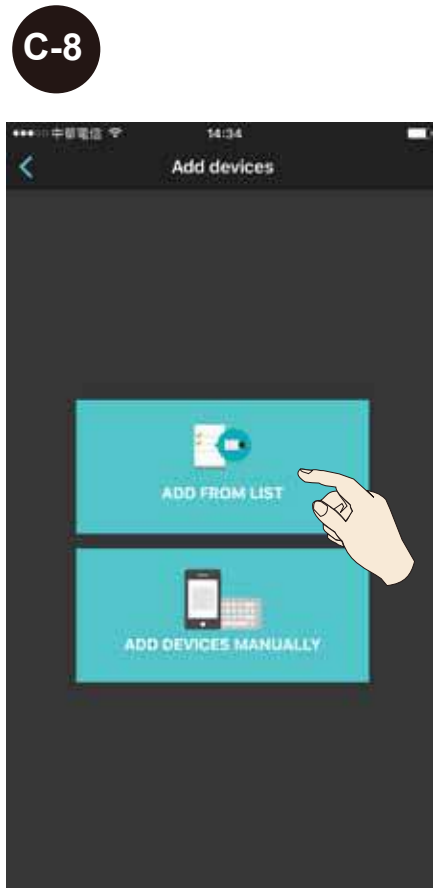 C-8
中華電信 14:34
Add devices
ADD FROM LIST
ADD DEVICES MANUALLY